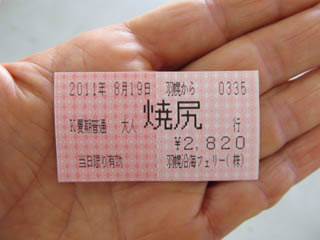 2011年 8月19日 羽幌から 0335
K夏期普通 大人 焼尻 行
¥2,820
当日限り有効 羽幌沿海フェリー(株)